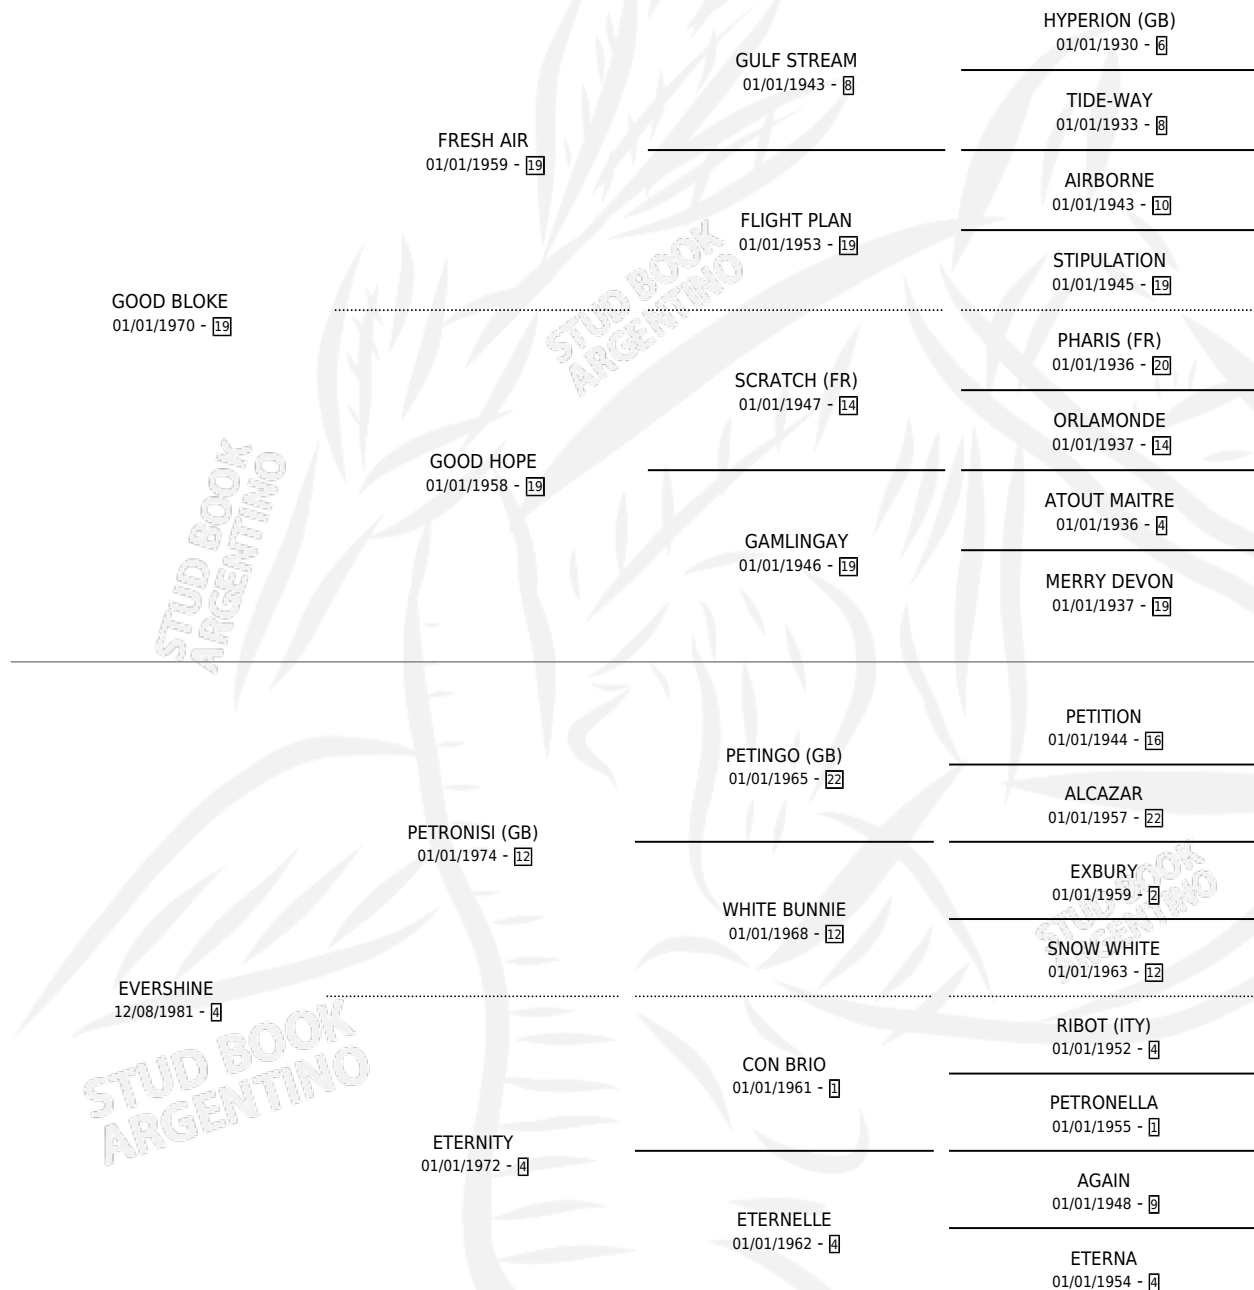 HYPERION (GB)
01/01/1930 - 6
GULF STREAM
01/01/1943 - 8
TIDE-WAY
01/01/1933 - 8
FRESH AIR
01/01/1959 - 19
AIRBORNE
01/01/1943 - 10
FLIGHT PLAN
01/01/1953 - 19
STIPULATION
01/01/1945 - 19
GOOD BLOKE
01/01/1970 - 19
STUD BOOK
ARGENTINO
PHARIS (FR)
01/01/1936 - 20
SCRATCH (FR)
01/01/1947 - 14
ORLAMONDE
01/01/1937 - 14
GOOD HOPE
01/01/1958 - 19
ATOUT MAITRE
01/01/1936 - 4
GAMLINGAY
01/01/1946 - 19
MERRY DEVON
01/01/1937 - 19
STUD BOOK
ARGENTINO
PETITION
01/01/1944 - 16
PETINGO (GB)
01/01/1965 - 22
ALCAZAR
01/01/1957 - 22
PETRONISI (GB)
01/01/1974 - 12
EXBURY
01/01/1959 - 2
WHITE BUNNIE
01/01/1968 - 12
STUD BOOK
ARGENTINO
SNOW WHITE
01/01/1963 - 12
EVERSHINE
12/08/1981 - 4
STUD BOOK
ARGENTINO
RIBOT (ITY)
01/01/1952 - 4
CON BRIO
01/01/1961 - 1
PETRONELLA
01/01/1955 - 1
ETERNITY
01/01/1972 - 4
AGAIN
01/01/1948 - 9
ETERNELLE
01/01/1962 - 4
ETERNA
01/01/1954 - 4